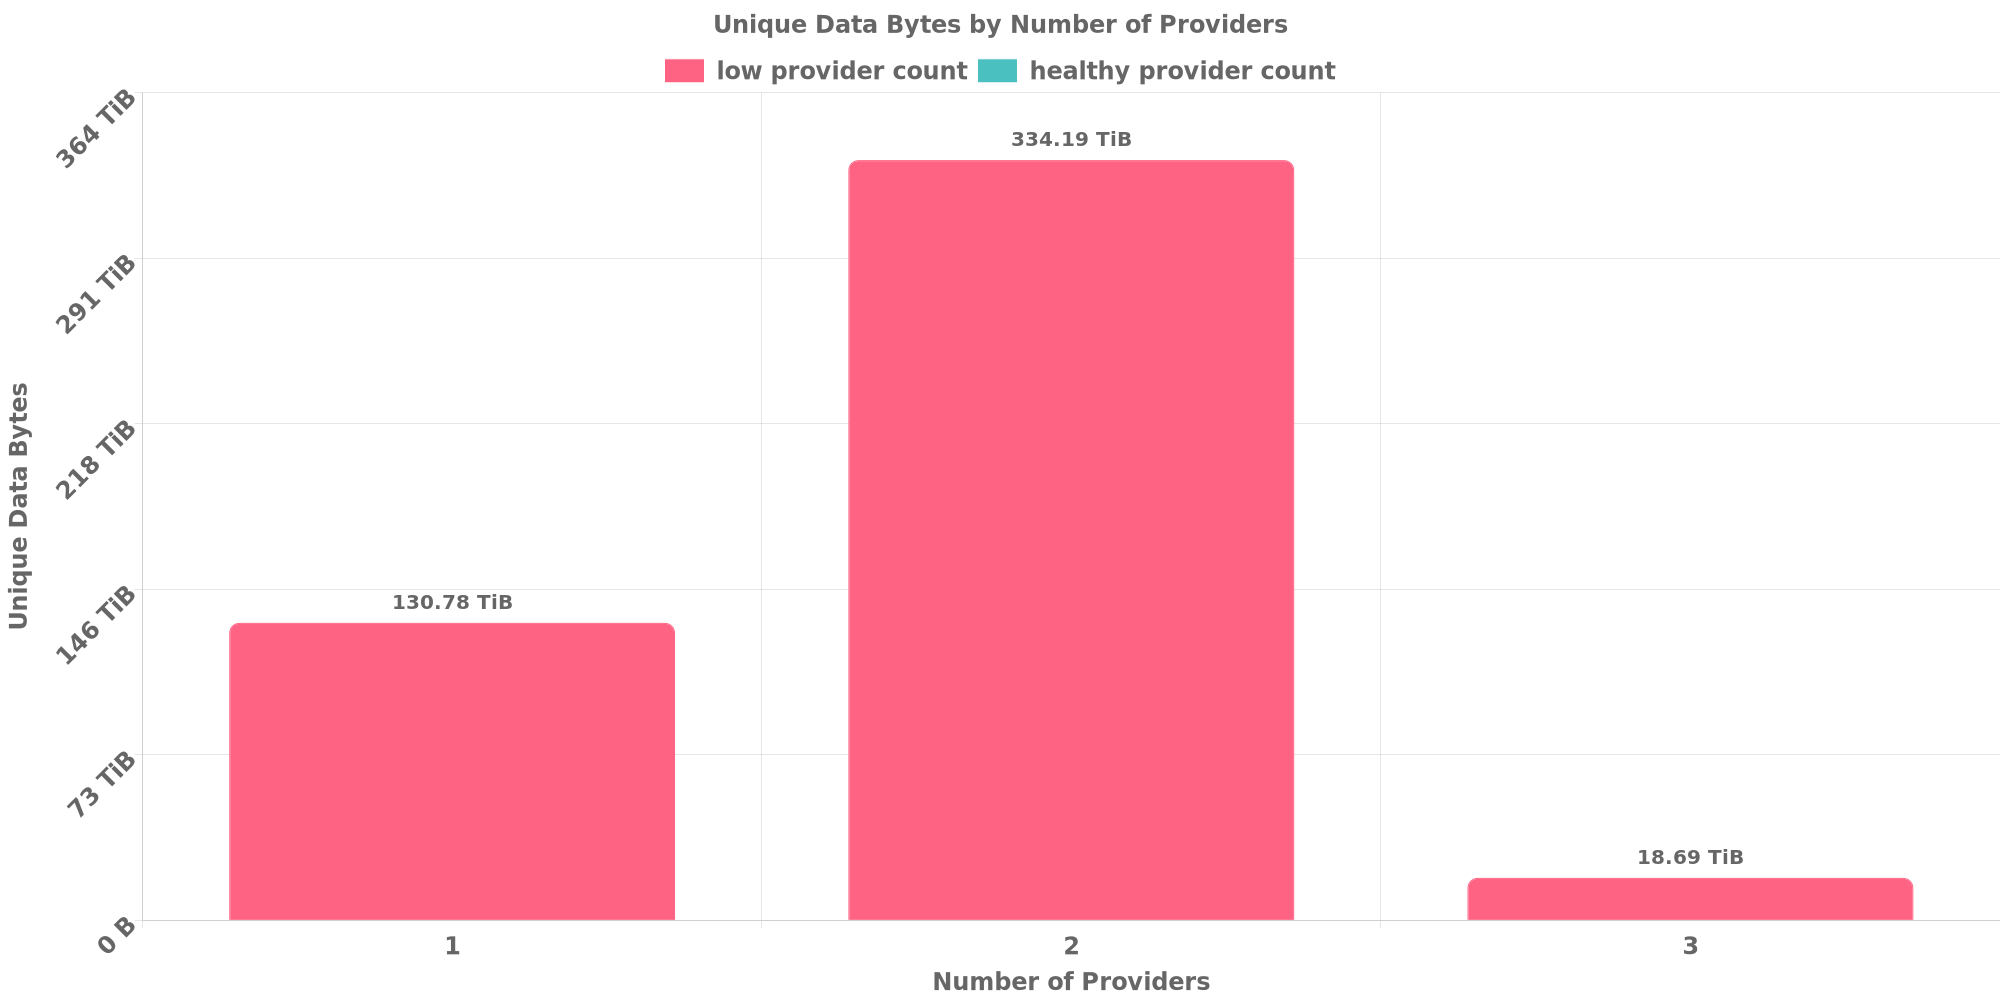 Unique Data Bytes by Number of Providers
low provider count
healthy provider count
Unique Data Bytes
364 TiB
291 TiB
218 TiB
146 TiB
73 TiB
0 B
130.78 TiB
334.19 TiB
18.69 TiB
1
2
3
Number of Providers